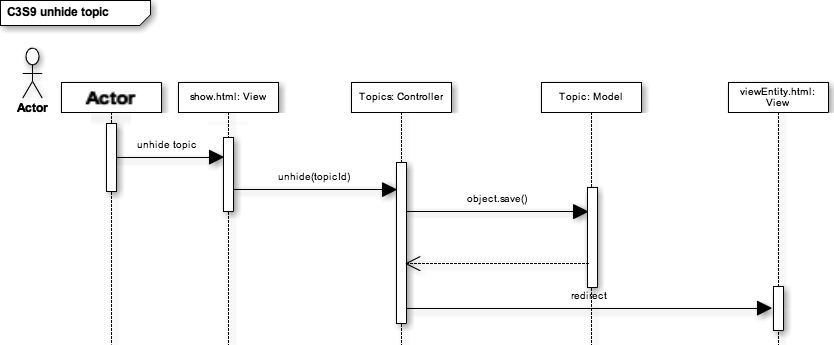 C3S9 unhide topic
Actor
Actor
show.html: View
Topics: Controller
Topic: Model
viewEntity.html:
View
unhide topic
unhide(topicId)
object.save()
redirect